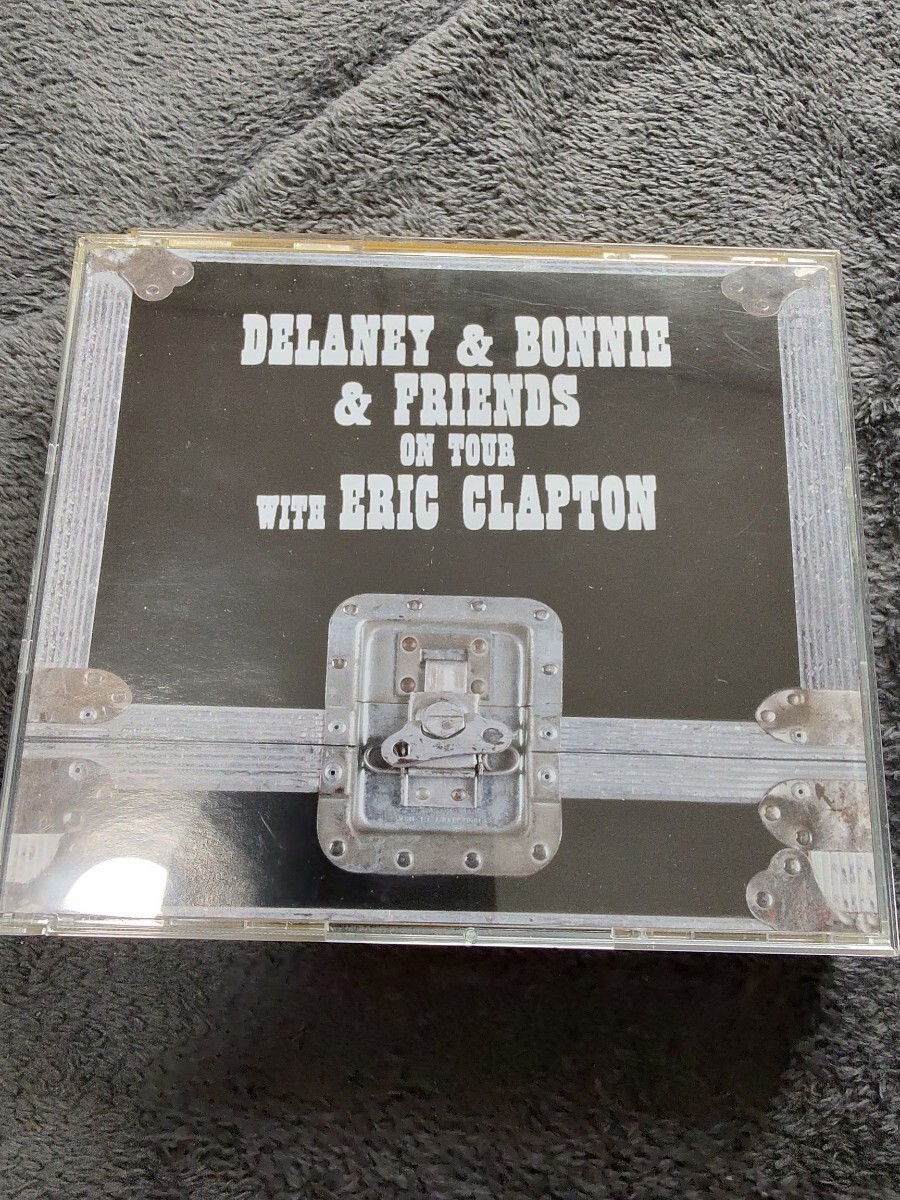 DELANEY & BONNIE
& FRIENDS
ON TOUR
WITH ERIC CLAPTON